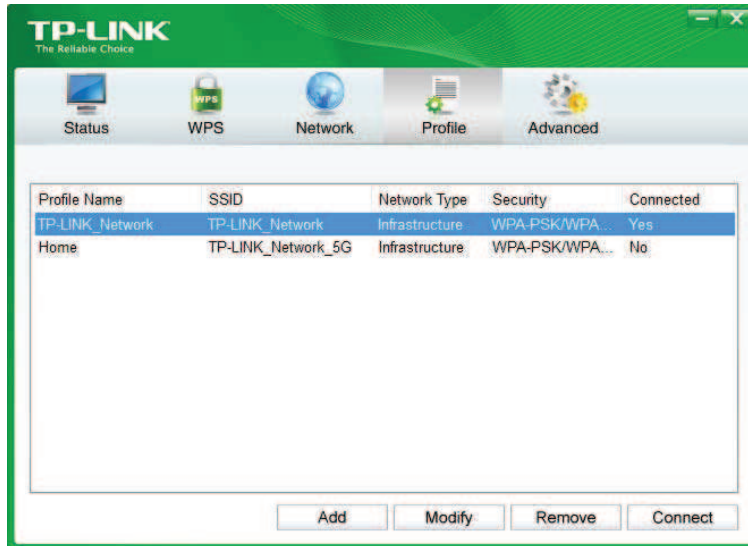 TP-LINK
The Reliable Choice
WPS
Status WPS Network Profile Advanced
Profile Name SSID Network Type Security Connected
TP-LINK_Network TP-LINK_Network Infrastructure WPA-PSK/WPA... Yes
Home TP-LINK_Network_5G Infrastructure WPA-PSK/WPA... No
Add Modify Remove Connect